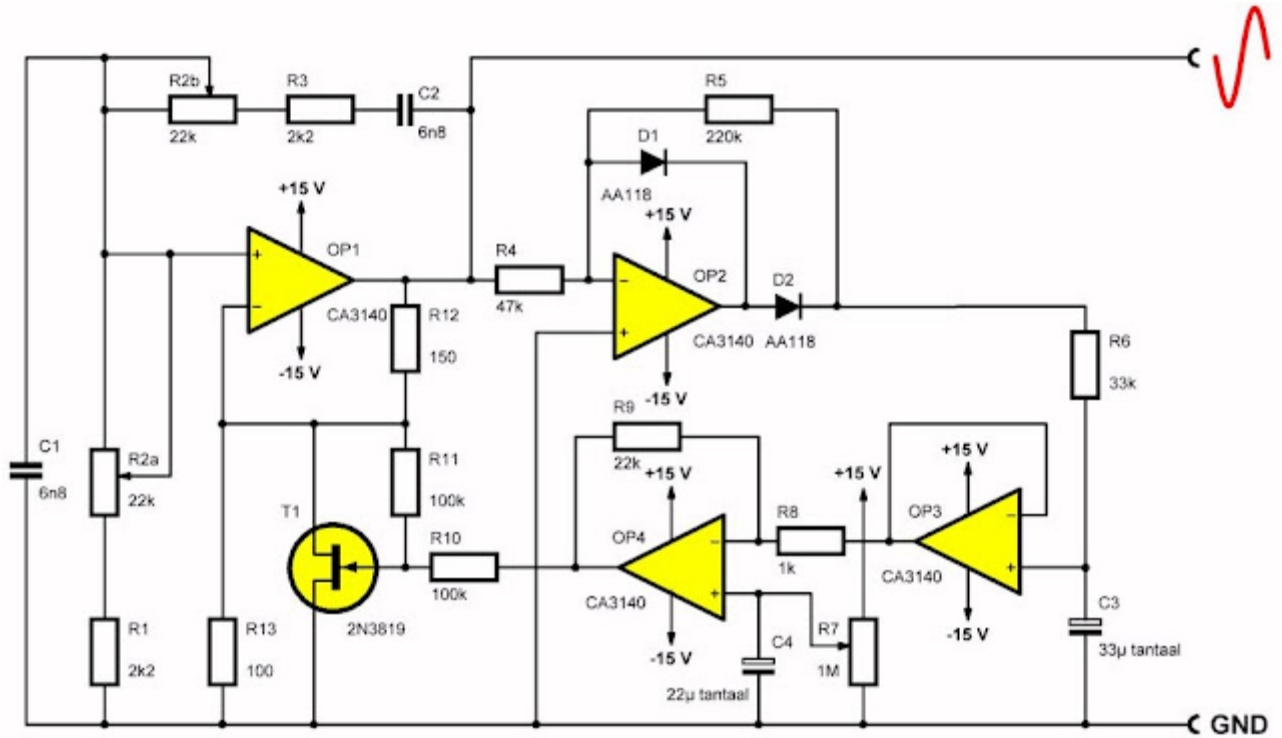 R2b
22k
R3
2k2
C2
6n8
R5
220k
D1
AA118
+15 V
OP1
CA3140
-15 V
R4
47k
+15 V
OP2
CA3140
-15 V
D2
AA118
R12
150
R6
33k
C1
6n8
R2a
22k
R11
100k
R9
22k
+15 V
OP4
CA3140
-15 V
R8
1k
+15 V
+15 V
OP3
CA3140
-15 V
T1
2N3819
R10
100k
R1
2k2
R13
100
C4
22µ tantaal
R7
1M
C3
33µ tantaal
GND
+
−
−
+
−
+
−
+